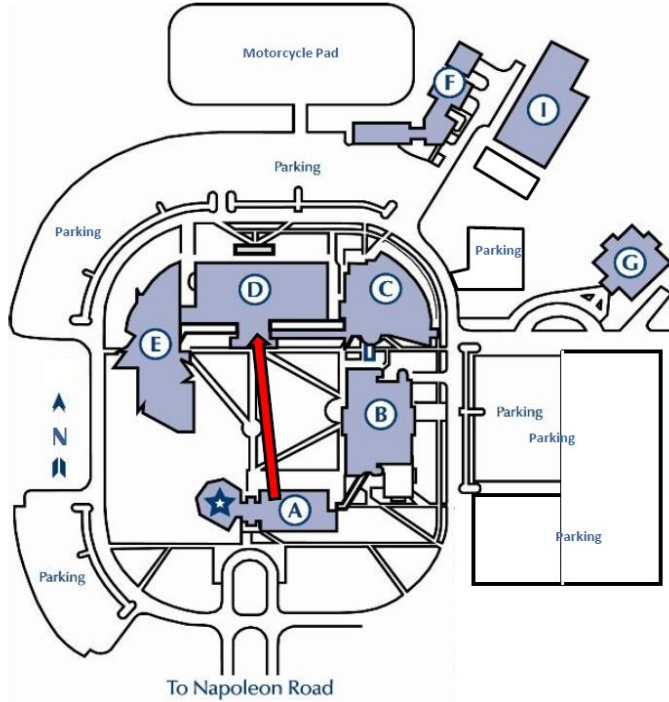 Motorcycle Pad
F
I
Parking
Parking
Parking
G
D
C
E
B
N
Parking
Parking
A
Parking
Parking
To Napoleon Road